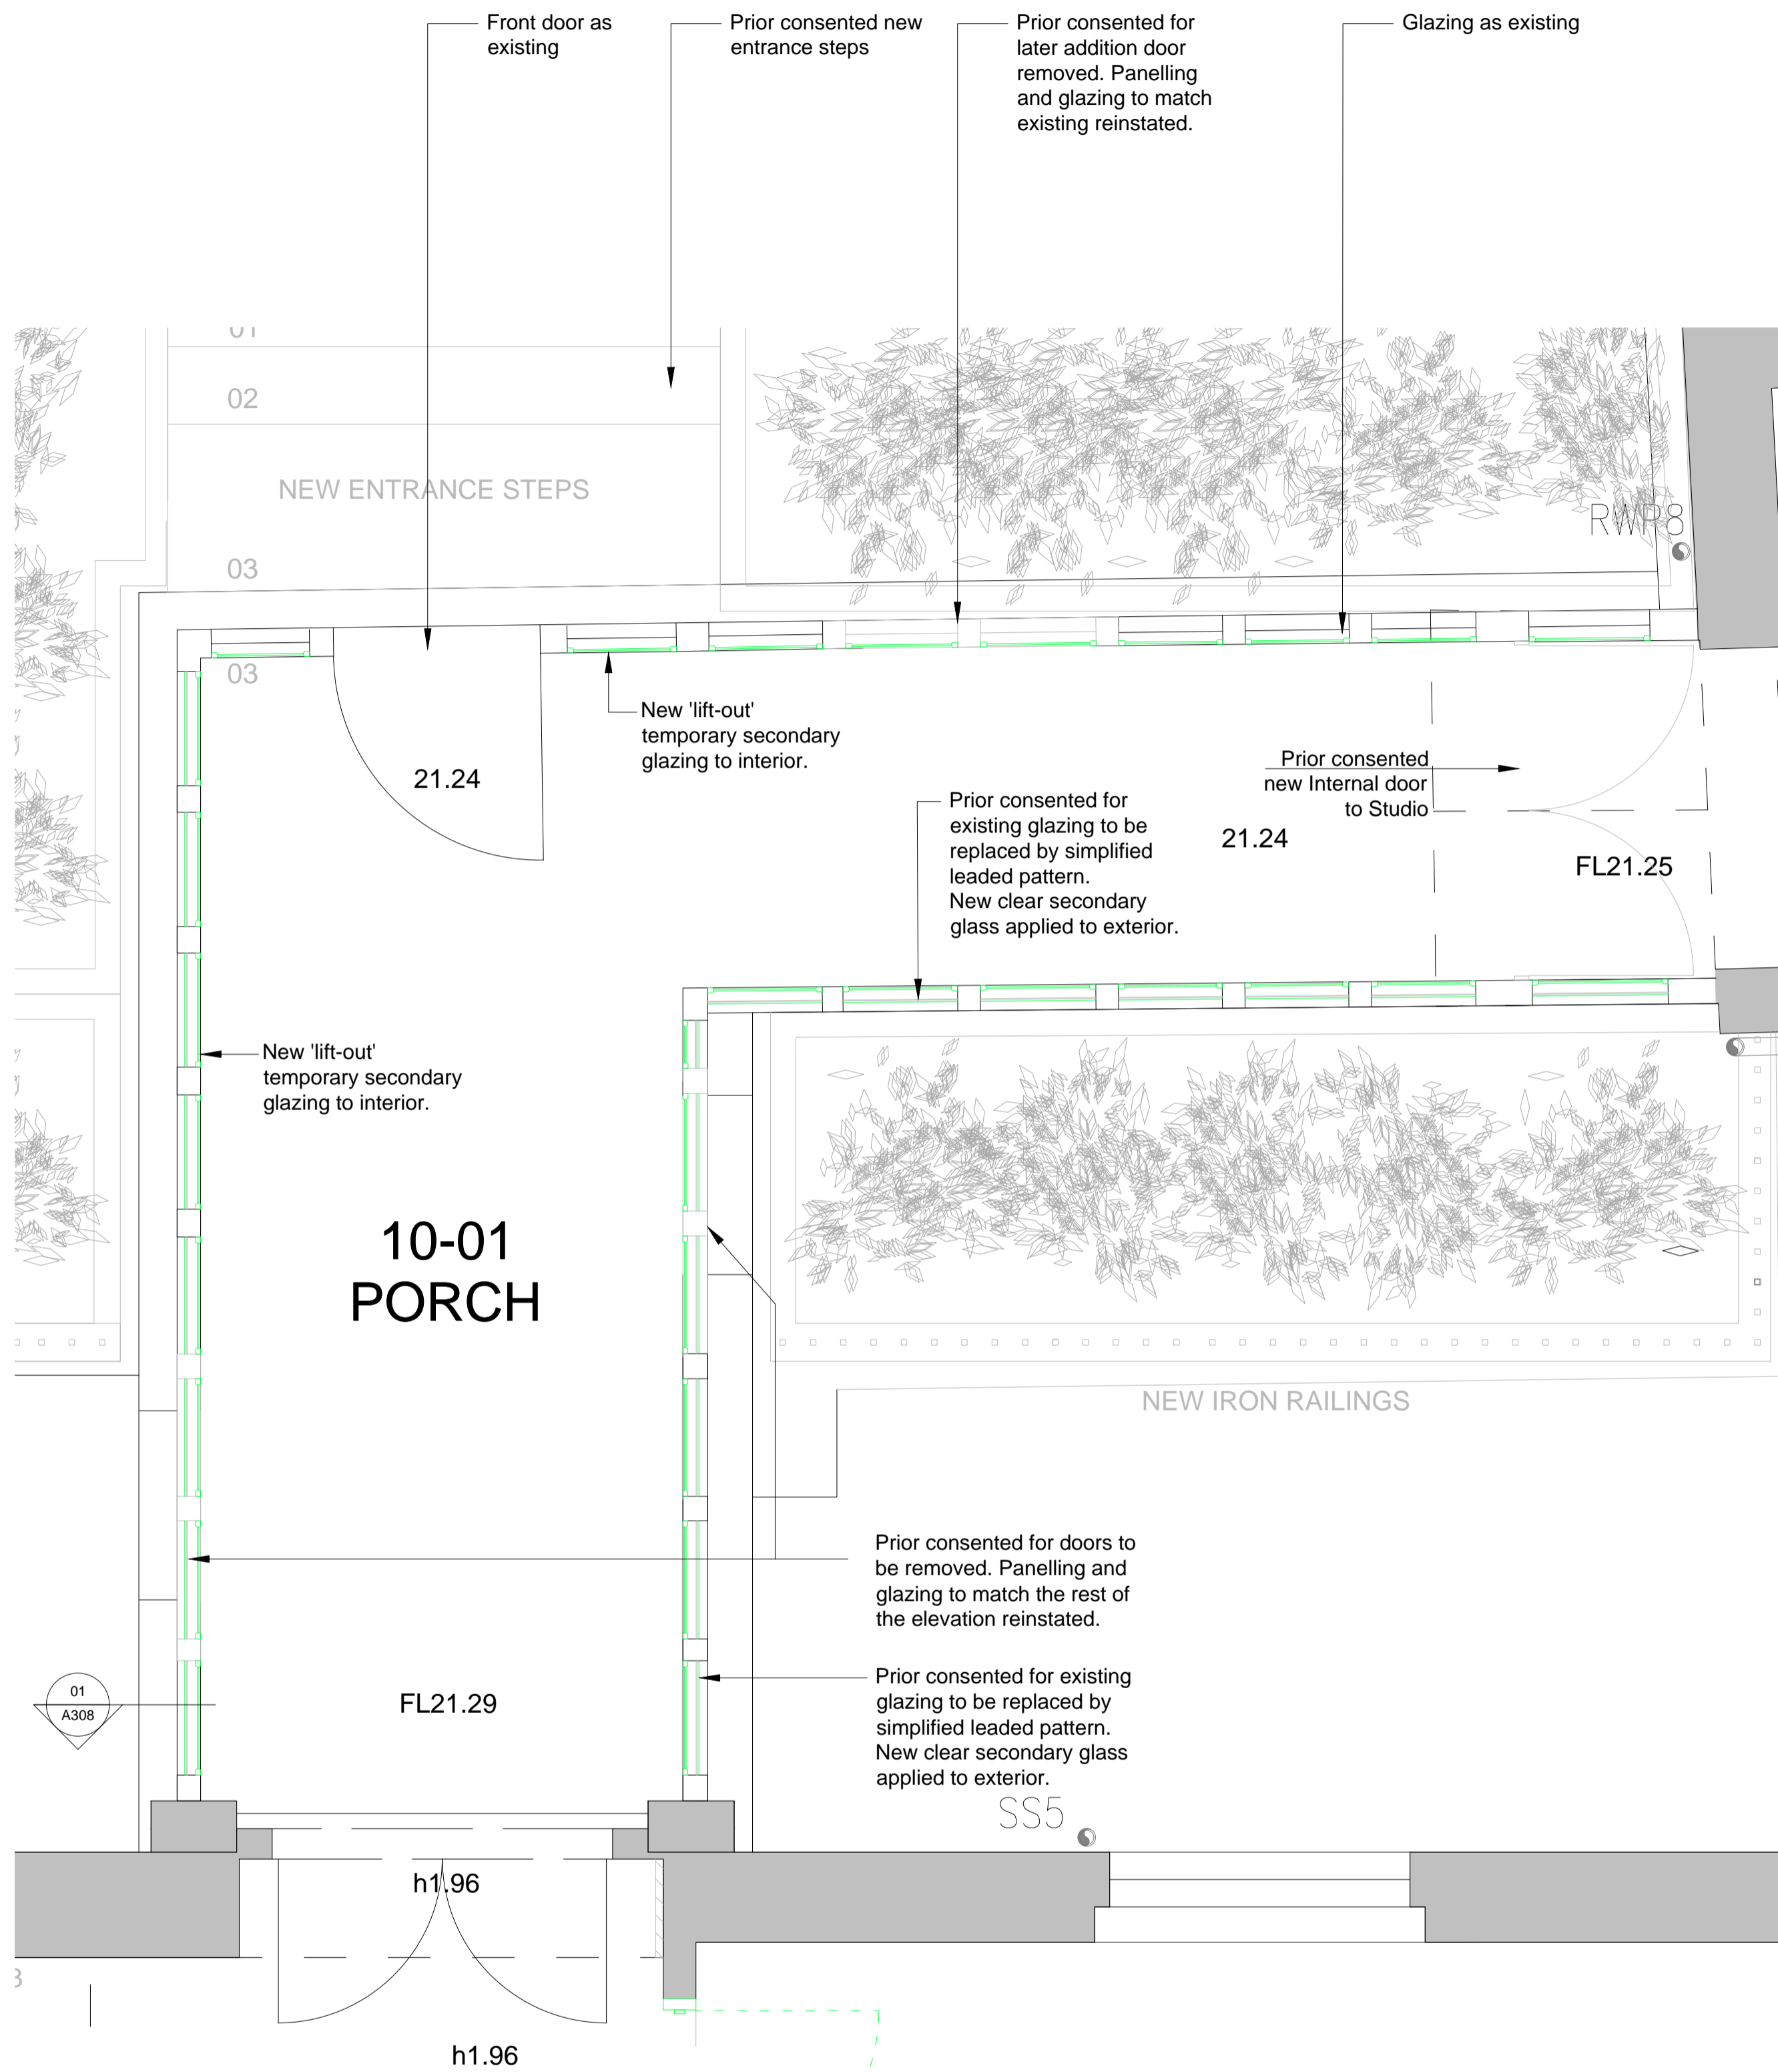 Front door as
existing
Prior consented new
entrance steps
Prior consented for
later addition door
removed. Panelling
and glazing to match
existing reinstated.
Glazing as existing
01
02
NEW ENTRANCE STEPS
03
RWP8
03
New 'lift-out'
temporary secondary
glazing to interior.
21.24
Prior consented
new Internal door
to Studio
Prior consented for
existing glazing to be
replaced by simplified
leaded pattern.
New clear secondary
glass applied to exterior.
21.24
FL21.25
New 'lift-out'
temporary secondary
glazing to interior.
10-01
PORCH
NEW IRON RAILINGS
Prior consented for doors to
be removed. Panelling and
glazing to match the rest of
the elevation reinstated.
Prior consented for existing
glazing to be replaced by
simplified leaded pattern.
New clear secondary glass
applied to exterior.
01
A308
FL21.29
SS5
h1.96
h1.96